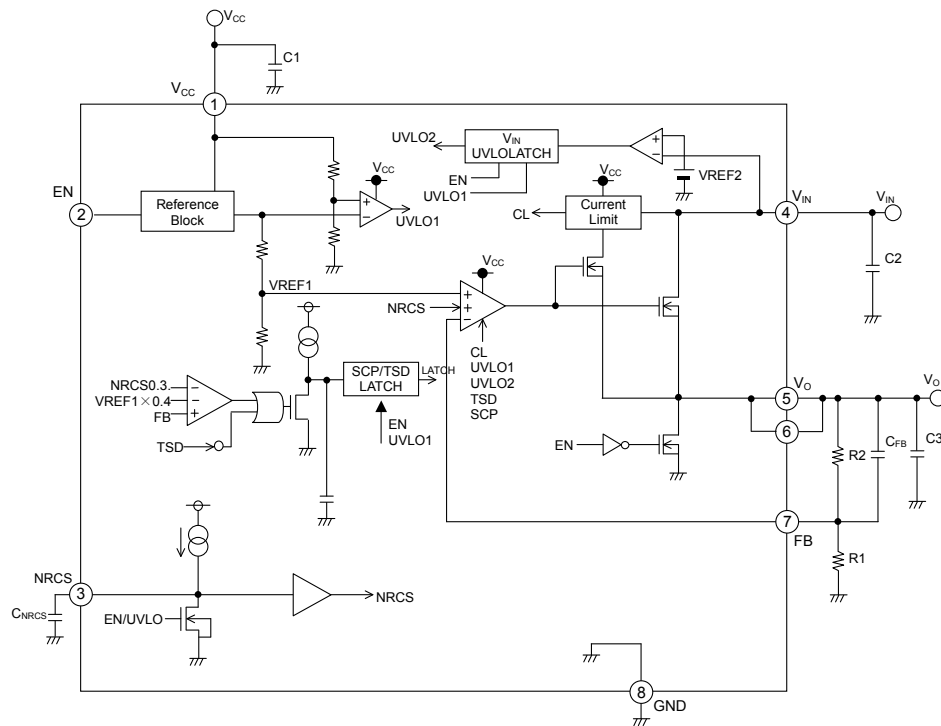 VCC
C1
VCC
1
UVLO2
VIN
UVLOLATCH
EN
UVLO1
VREF2
VCC
EN
2
Reference
Block
UVLO1
VCC
CL
Current
Limit
VIN
4
VIN
C2
VREF1
NRCS
VCC
CL
UVLO1
UVLO2
TSD
SCP
NRCS0.3.
VREF1×0.4
FB
TSD
SCP/TSD
LATCH
LATCH
EN
UVLO1
EN
VO
5
6
VO
R2
CFB
C3
7
FB
R1
NRCS
3
CNRCS
EN/UVLO
NRCS
8
GND